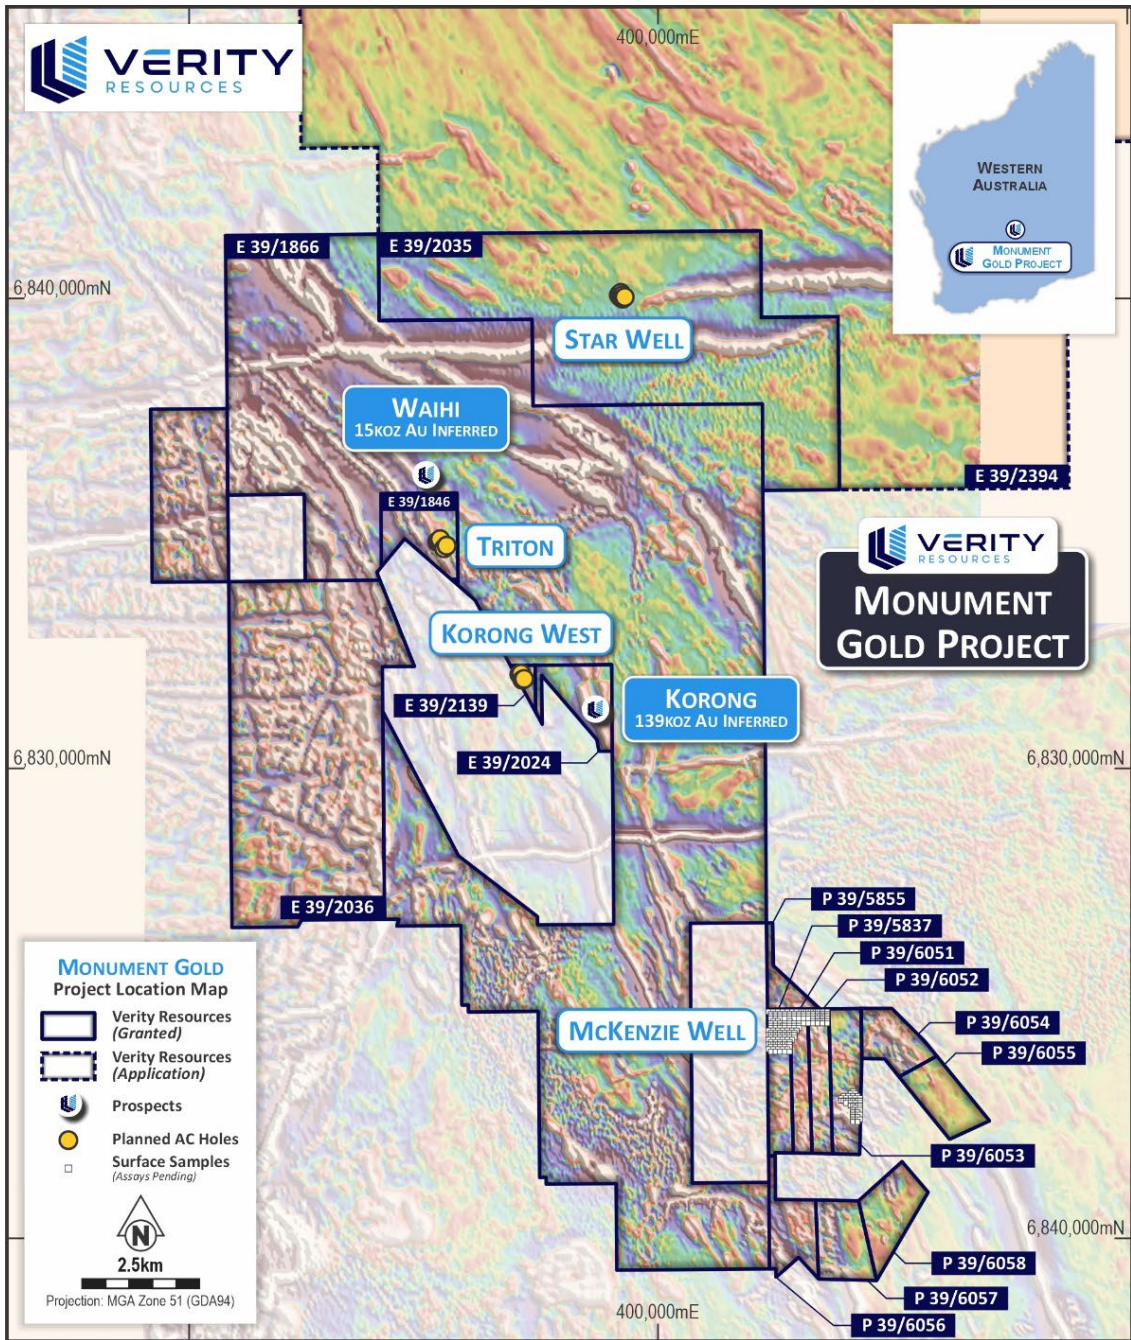 VERITY
RESOURCES
400,000mE
WESTERN
AUSTRALIA
MONUMENT
GOLD PROJECT
E 39/1866
E 39/2035
6,840,000mN
STAR WELL
WAIHI
15KOZ AU INFERRED
E 39/2394
E 39/1846
TRITON
VERITY
RESOURCES
MONUMENT
GOLD PROJECT
KORONG WEST
E 39/2139
KORONG
139KOZ AU INFERRED
E 39/2024
6,830,000mN
6,830,000mN
E 39/2036
P 39/5855
P 39/5837
P 39/6051
P 39/6052
MCKENZIE WELL
P 39/6054
P 39/6055
P 39/6053
6,840,000mN
P 39/6058
P 39/6057
P 39/6056
400,000mE
MONUMENT GOLD
Project Location Map
Verity Resources
(Granted)
Verity Resources
(Application)
Prospects
Planned AC Holes
Surface Samples
(Assays Pending)
N
2.5km
Projection: MGA Zone 51 (GDA94)